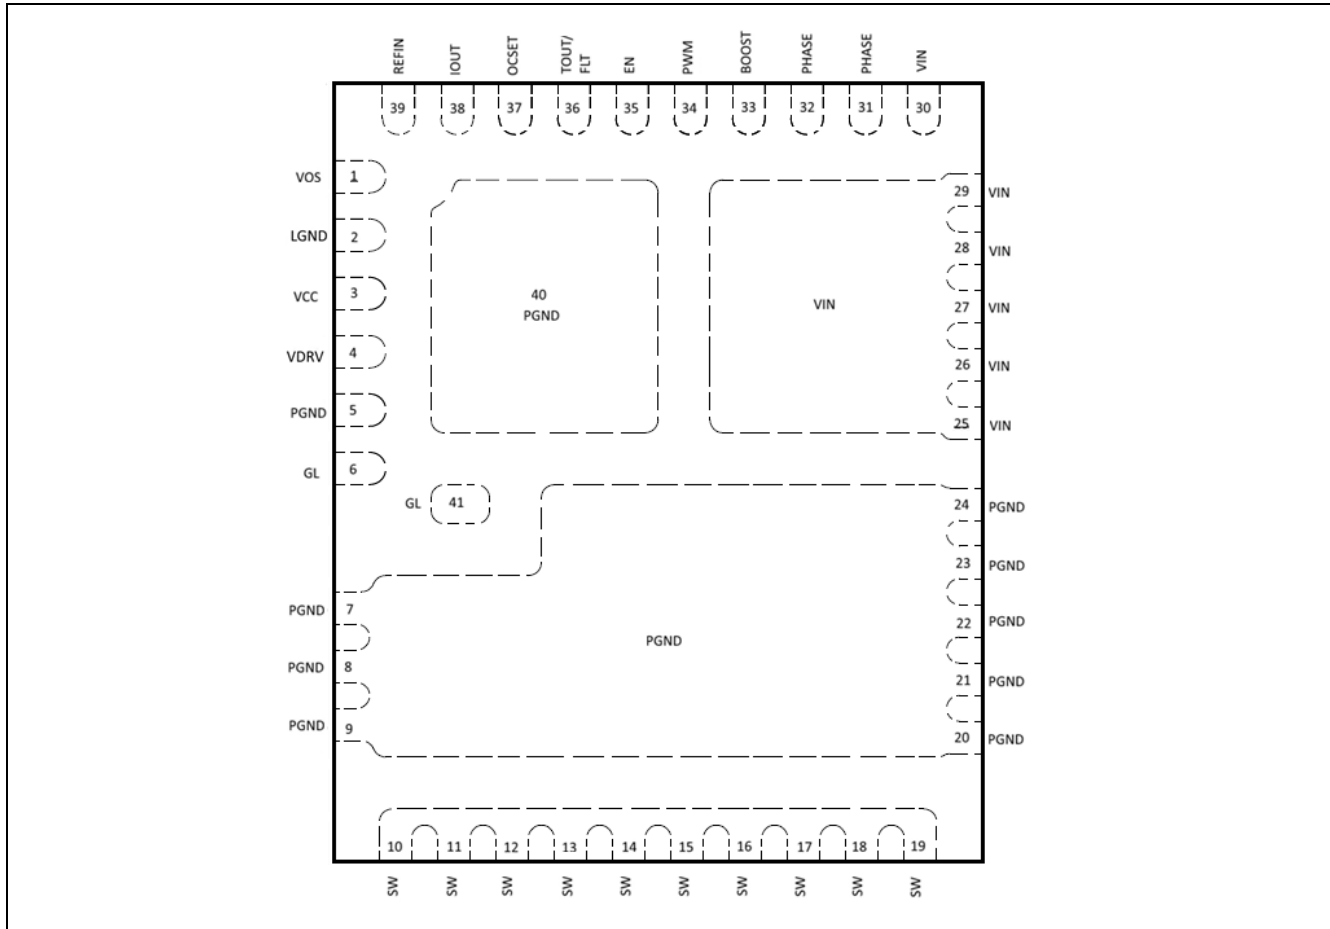 REFIN
IOUT
OCSET
TOUT/
FLT
EN
PWM
BOOST
PHASE
PHASE
VIN
39
38
37
36
35
34
33
32
31
30
VOS 1
29 VIN
LGND 2
28 VIN
VCC 3
40
PGND
VIN
27 VIN
VDRV 4
26 VIN
PGND 5
25 VIN
GL 6
GL 41
24 PGND
23 PGND
PGND 7
22 PGND
PGND
PGND 8
21 PGND
PGND 9
20 PGND
10
11
12
13
14
15
16
17
18
19
SW
SW
SW
SW
SW
SW
SW
SW
SW
SW